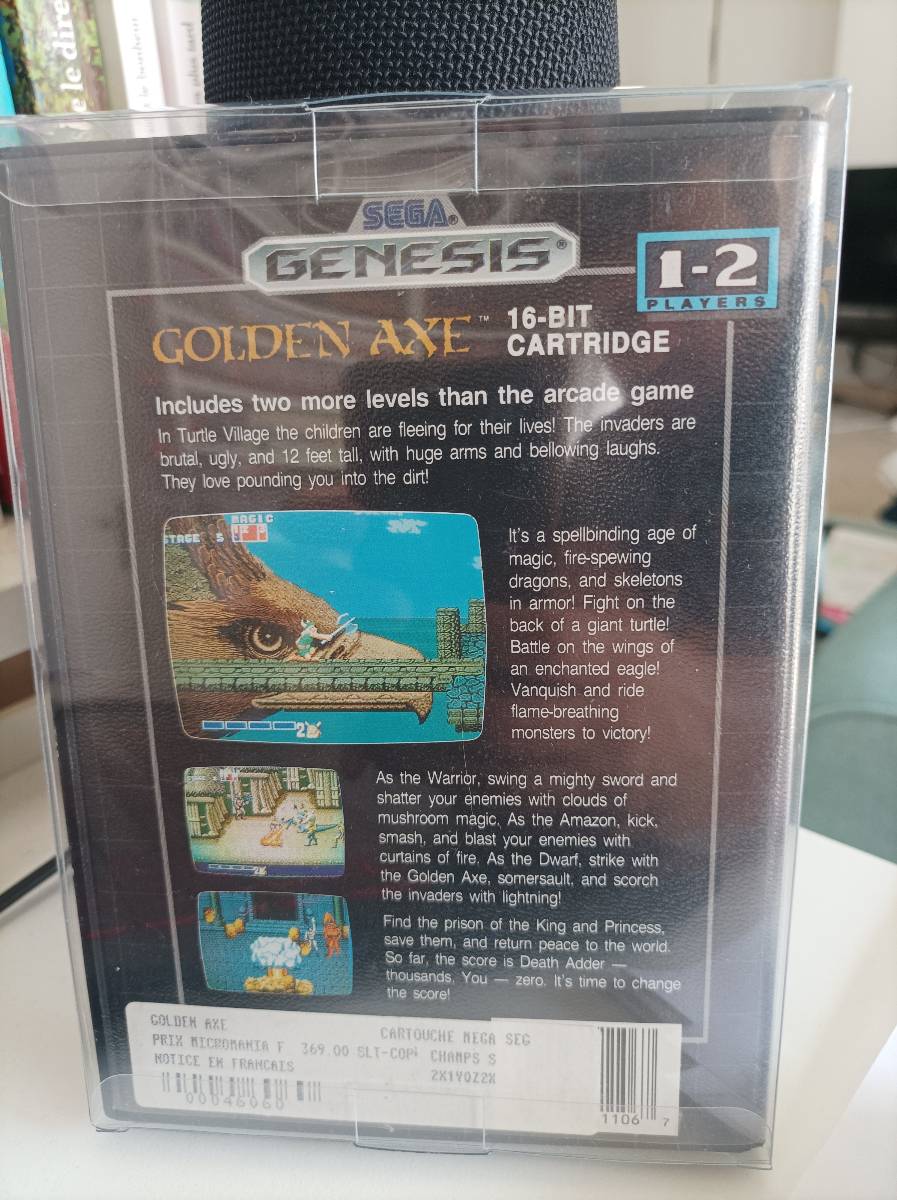 le dire
le bonheur
plus tard
SEGA®
GENESIS®
1-2
PLAYERS
GOLDEN AXE™ 16-BIT
CARTRIDGE
Includes two more levels than the arcade game
In Turtle Village the children are fleeing for their lives! The invaders are
brutal, ugly, and 12 feet tall, with huge arms and bellowing laughs.
They love pounding you into the dirt!
MAGIC
STAGE 5
2
It's a spellbinding age of
magic, fire-spewing
dragons, and skeletons
in armor! Fight on the
back of a giant turtle!
Battle on the wings of
an enchanted eagle!
Vanquish and ride
flame-breathing
monsters to victory!
As the Warrior, swing a mighty sword and
shatter your enemies with clouds of
mushroom magic. As the Amazon, kick,
smash, and blast your enemies with
curtains of fire. As the Dwarf, strike with
the Golden Axe, somersault, and scorch
the invaders with lightning!
Find the prison of the King and Princess,
save them, and return peace to the world.
So far, the score is Death Adder —
thousands. You — zero. It's time to change
the score!
GOLDEN AXE CARTOUCHE MEGA SEG
PRIX MICROMANIA F 369.00 SLT-COP CHAMPS S
NOTICE EN FRANCAIS 2X1Y0Z2X
00046060
1106 7